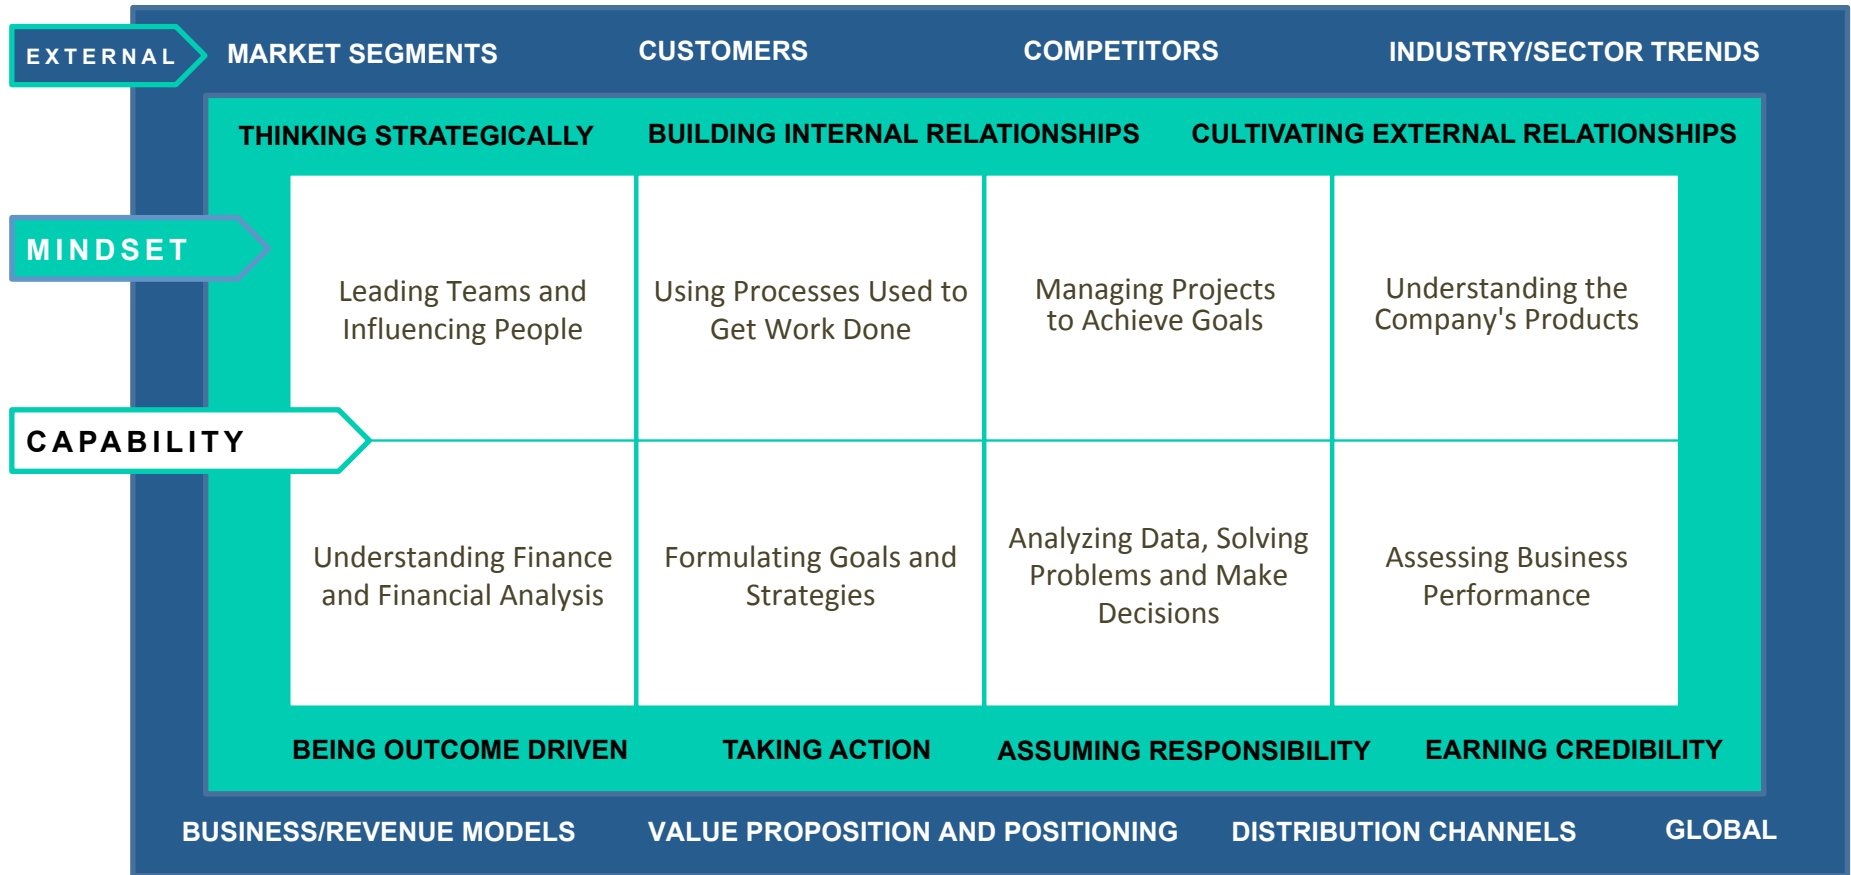 EXTERNAL
MARKET SEGMENTS
CUSTOMERS
COMPETITORS
INDUSTRY/SECTOR TRENDS
THINKING STRATEGICALLY
BUILDING INTERNAL RELATIONSHIPS
CULTIVATING EXTERNAL RELATIONSHIPS
MINDSET
Leading Teams and
Influencing People
Using Processes Used to
Get Work Done
Managing Projects
to Achieve Goals
Understanding the
Company's Products
CAPABILITY
Understanding Finance
and Financial Analysis
Formulating Goals and
Strategies
Analyzing Data, Solving
Problems and Make
Decisions
Assessing Business
Performance
BEING OUTCOME DRIVEN
TAKING ACTION
ASSUMING RESPONSIBILITY
EARNING CREDIBILITY
BUSINESS/REVENUE MODELS
VALUE PROPOSITION AND POSITIONING
DISTRIBUTION CHANNELS
GLOBAL